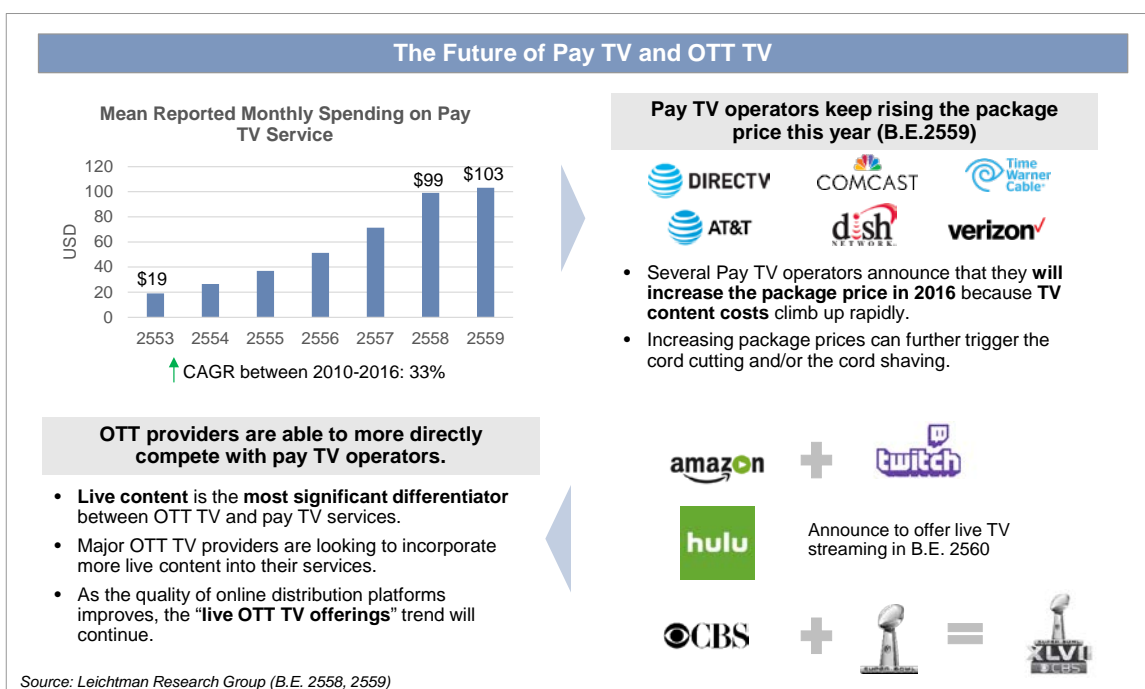 The Future of Pay TV and OTT TV
Mean Reported Monthly Spending on Pay
TV Service
120
100
80
60
40
20
0
USD
$19
$99
$103
2553 2554 2555 2556 2557 2558 2559
CAGR between 2010-2016: 33%
Pay TV operators keep rising the package
price this year (B.E.2559)
DIRECTV
COMCAST
Time
Warner
Cable
AT&T
dish
NETWORK
verizon
• Several Pay TV operators announce that they will
increase the package price in 2016 because TV
content costs climb up rapidly.
• Increasing package prices can further trigger the
cord cutting and/or the cord shaving.
OTT providers are able to more directly
compete with pay TV operators.
• Live content is the most significant differentiator
between OTT TV and pay TV services.
• Major OTT TV providers are looking to incorporate
more live content into their services.
• As the quality of online distribution platforms
improves, the “live OTT TV offerings” trend will
continue.
amazon
+
twitch
hulu
Announce to offer live TV
streaming in B.E. 2560
CBS
+
SUPER BOWL
=
SUPER BOWL
XLVII
CBS
Source: Leichtman Research Group (B.E. 2558, 2559)